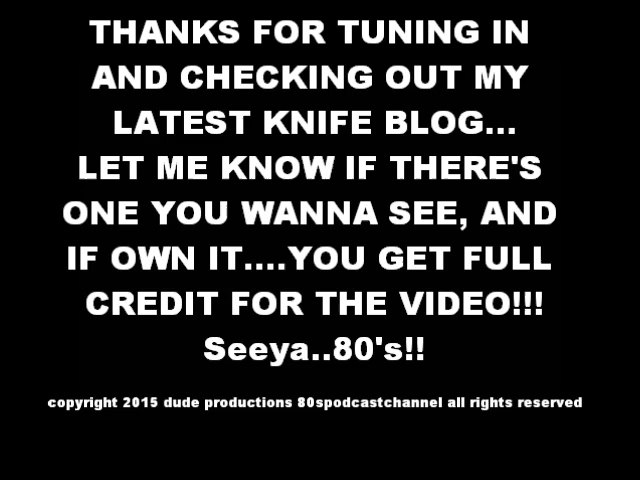 THANKS FOR TUNING IN
AND CHECKING OUT MY
LATEST KNIFE BLOG...
LET ME KNOW IF THERE'S
ONE YOU WANNA SEE, AND
IF OWN IT....YOU GET FULL
CREDIT FOR THE VIDEO!!!
Seeya..80's!!
copyright 2015 dude productions 80spodcastchannel all rights reserved